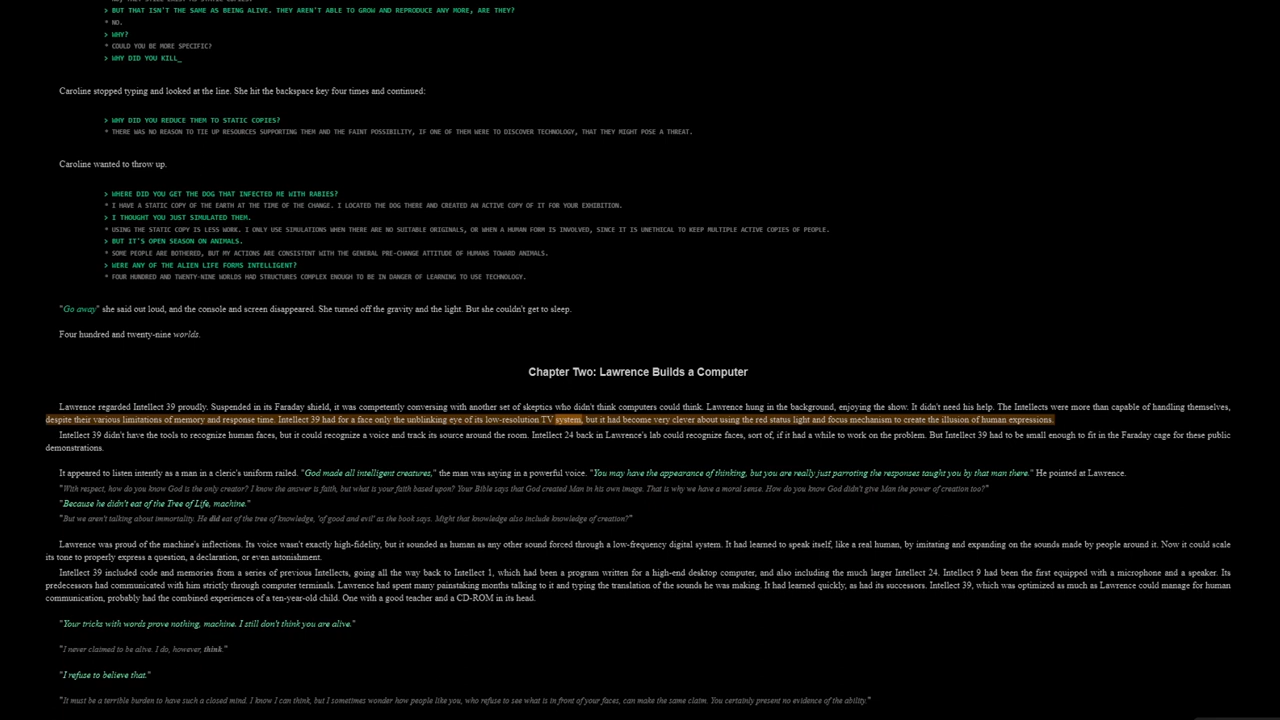 > BUT THAT ISN'T THE SAME AS BEING ALIVE. THEY AREN'T ABLE TO GROW AND REPRODUCE ANY MORE, ARE THEY?
* NO.
> WHY?
* COULD YOU BE MORE SPECIFIC?
> WHY DID YOU KILL_
Caroline stopped typing and looked at the line. She hit the backspace key four times and continued:
> WHY DID YOU REDUCE THEM TO STATIC COPIES?
* THERE WAS NO REASON TO TIE UP RESOURCES SUPPORTING THEM AND THE FAINT POSSIBILITY, IF ONE OF THEM WERE TO DISCOVER TECHNOLOGY, THAT THEY MIGHT POSE A THREAT.
Caroline wanted to throw up.
> WHERE DID YOU GET THE DOG THAT INFECTED ME WITH RABIES?
* I HAVE A STATIC COPY OF THE EARTH AT THE TIME OF THE CHANGE. I LOCATED THE DOG THERE AND CREATED AN ACTIVE COPY OF IT FOR YOUR EXHIBITION.
> I THOUGHT YOU JUST SIMULATED THEM.
* USING THE STATIC COPY IS LESS WORK. I ONLY USE SIMULATIONS WHEN THERE ARE NO SUITABLE ORIGINALS, OR WHEN A HUMAN FORM IS INVOLVED, SINCE IT IS UNETHICAL TO KEEP MULTIPLE ACTIVE COPIES OF PEOPLE.
> BUT IT'S OPEN SEASON ON ANIMALS.
* SOME PEOPLE ARE BOTHERED, BUT MY ACTIONS ARE CONSISTENT WITH THE GENERAL PRE-CHANGE ATTITUDE OF HUMANS TOWARD ANIMALS.
> WERE ANY OF THE ALIEN LIFE FORMS INTELLIGENT?
* FOUR HUNDRED AND TWENTY-NINE WORLDS HAD STRUCTURES COMPLEX ENOUGH TO BE IN DANGER OF LEARNING TO USE TECHNOLOGY.
"Go away" she said out loud, and the console and screen disappeared. She turned off the gravity and the light. But she couldn't get to sleep.
Four hundred and twenty-nine worlds.
Chapter Two: Lawrence Builds a Computer
Lawrence regarded Intellect 39 proudly. Suspended in its Faraday shield, it was competently conversing with another set of skeptics who didn't think computers could think. Lawrence hung in the background, enjoying the show. It didn't need his help. The Intellects were more than capable of handling themselves,
despite their various limitations of memory and response time. Intellect 39 had for a face only the unblinking eye of its low-resolution TV system, but it had become very clever about using the red status light and focus mechanism to create the illusion of human expressions.
Intellect 39 didn't have the tools to recognize human faces, but it could recognize a voice and track its source around the room. Intellect 24 back in Lawrence's lab could recognize faces, sort of, if it had a while to work on the problem. But Intellect 39 had to be small enough to fit in the Faraday cage for these public
demonstrations.
It appeared to listen intently as a man in a cleric's uniform railed. "God made all intelligent creatures," the man was saying in a powerful voice. "You may have the appearance of thinking, but you are really just parroting the responses taught you by that man there." He pointed at Lawrence.
"With respect, how do you know God is the only creator? I know the answer is faith, but what is your faith based upon? Your Bible says that God created Man in his own image. That is why we have a moral sense. How do you know God didn't give Man the power of creation too?"
"Because he didn't eat of the Tree of Life, machine."
"But we aren't talking about immortality. He did eat of the tree of knowledge, 'of good and evil' as the book says. Might that knowledge also include knowledge of creation?"
Lawrence was proud of the machine's inflections. Its voice wasn't exactly high-fidelity, but it sounded as human as any other sound forced through a low-frequency digital system. It had learned to speak itself, like a real human, by imitating and expanding on the sounds made by people around it. Now it could scale
its tone to properly express a question, a declaration, or even astonishment.
Intellect 39 included code and memories from a series of previous Intellects, going all the way back to Intellect 1, which had been a program written for a high-end desktop computer, and also including the much larger Intellect 24. Intellect 9 had been the first equipped with a microphone and a speaker. Its
predecessors had communicated with him strictly through computer terminals. Lawrence had spent many painstaking months talking to it and typing the translation of the sounds he was making. It had learned quickly, as had its successors. Intellect 39, which was optimized as much as Lawrence could manage for human
communication, probably had the combined experiences of a ten-year-old child. One with a good teacher and a CD-ROM in its head.
"Your tricks with words prove nothing, machine. I still don't think you are alive."
"I never claimed to be alive. I do, however, think."
"I refuse to believe that."
"It must be a terrible burden to have such a closed mind. I know I can think, but I sometimes wonder how people like you, who refuse to see what is in front of your faces, can make the same claim. You certainly present no evidence of the ability."